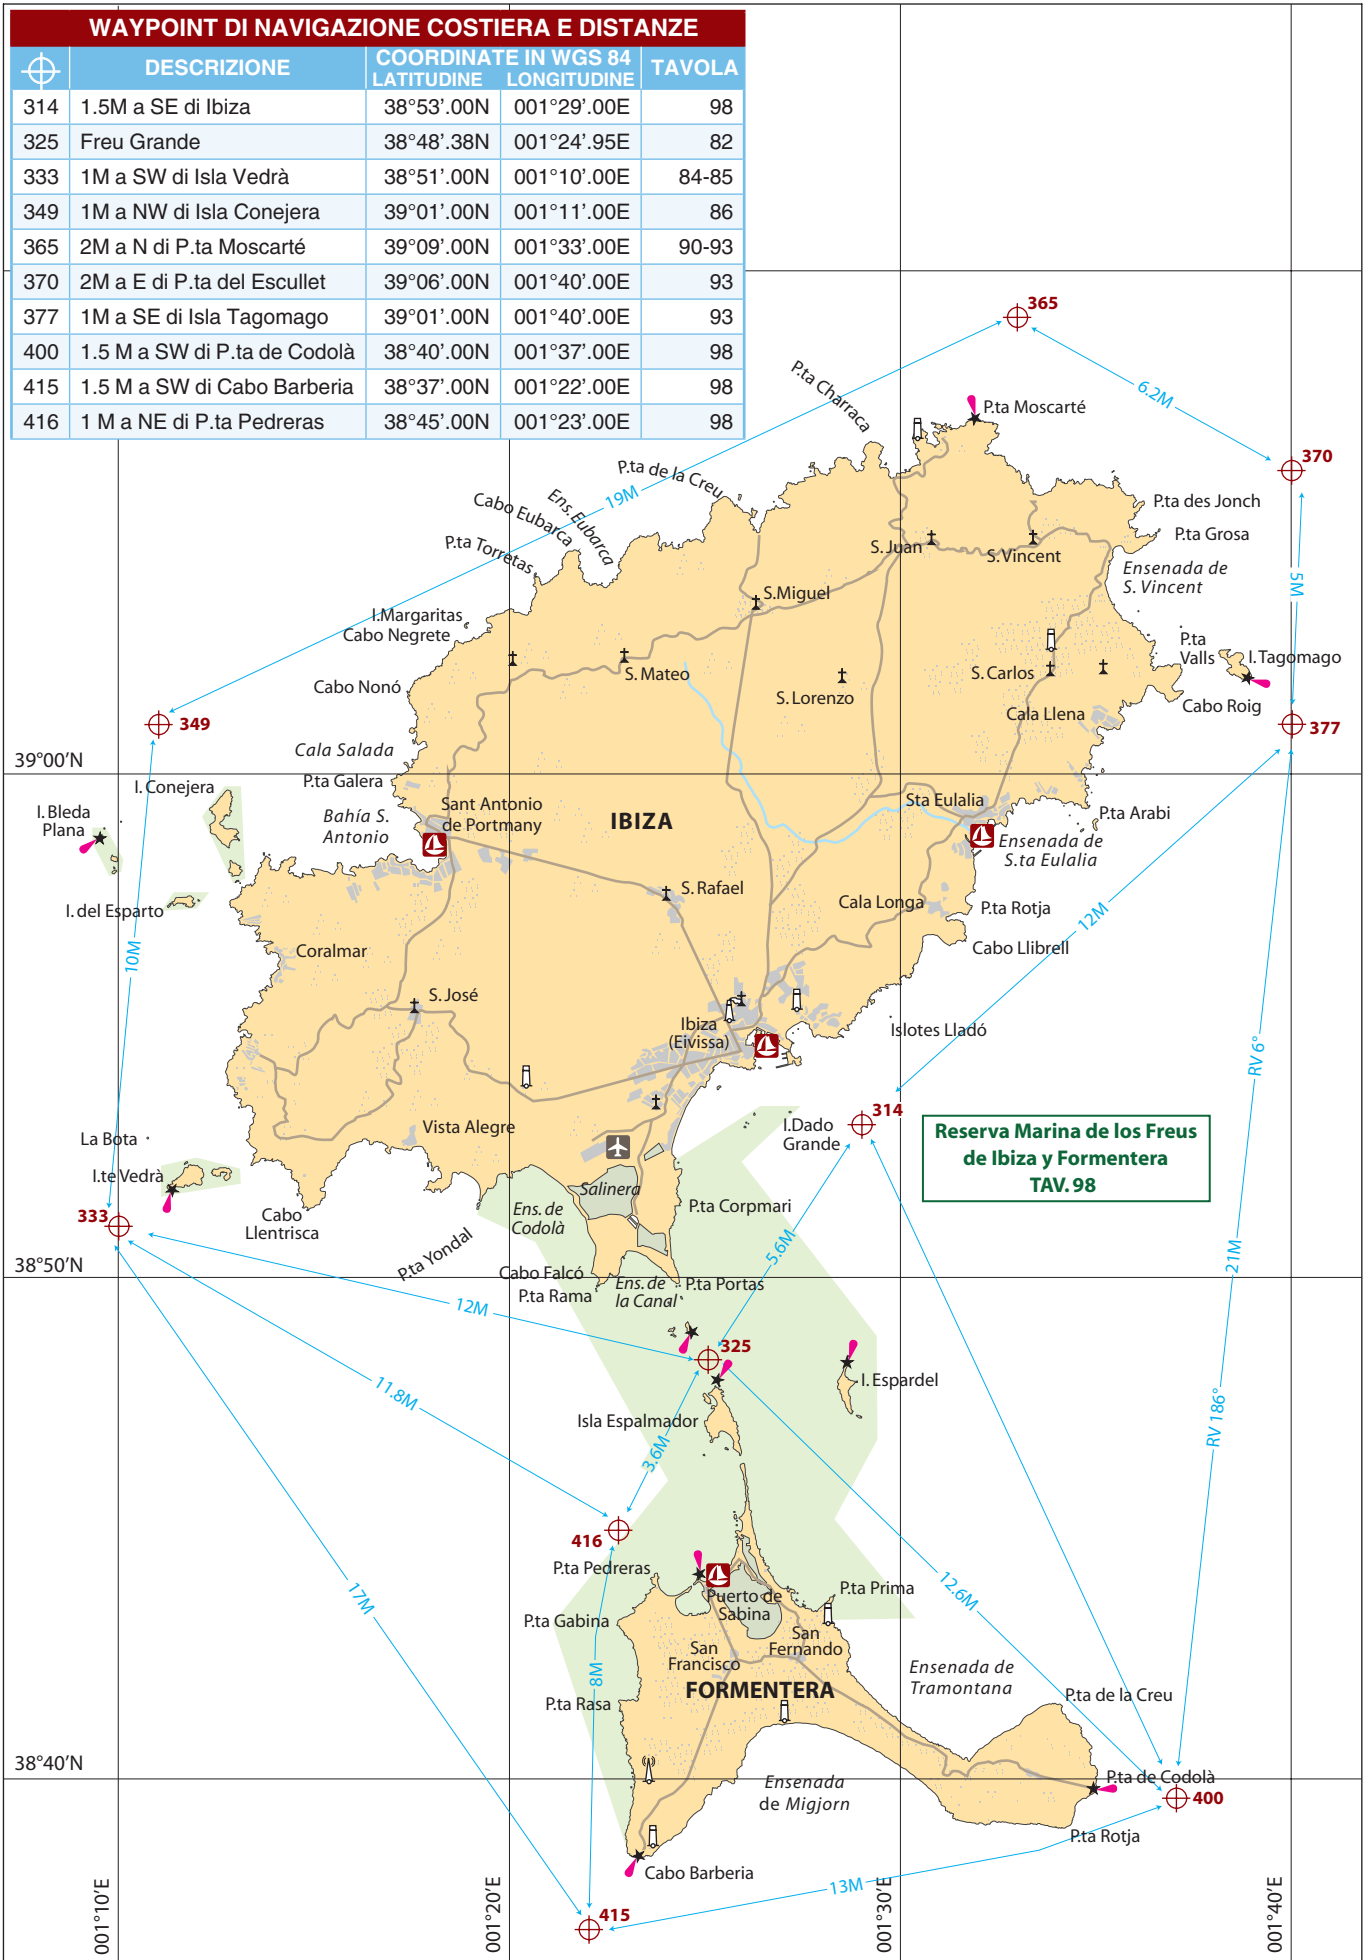 WAYPOINT DI NAVIGAZIONE COSTIERA E DISTANZE
DESCRIZIONE COORDINATE IN WGS 84 TAVOLA
LATITUDINE LONGITUDINE
314 1.5M a SE di Ibiza 38°53’.00N 001°29’.00E 98
325 Freu Grande 38°48’.38N 001°24’.95E 82
333 1M a SW di Isla Vedrà 38°51’.00N 001°10’.00E 84-85
349 1M a NW di Isla Conejera 39°01’.00N 001°11’.00E 86
365 2M a N di P.ta Moscarté 39°09’.00N 001°33’.00E 90-93
370 2M a E di P.ta del Escullet 39°06’.00N 001°40’.00E 93
377 1M a SE di Isla Tagomago 39°01’.00N 001°40’.00E 93
400 1.5 M a SW di P.ta de Codolà 38°40’.00N 001°37’.00E 98
415 1.5 M a SW di Cabo Barberia 38°37’.00N 001°22’.00E 98
416 1 M a NE di P.ta Pedreras 38°45’.00N 001°23’.00E 98
365
6.2M
P.ta Charraca
P.ta Moscarté
370
P.ta de la Creu
19M
Ens. Eubarca
Cabo Eubarca
P.ta Torretas
P.ta des Jonch
P.ta Grosa
S. Juan
S. Vincent
Ensenada de
S. Vincent
5M
S.Miguel
I.Margaritas
Cabo Negrete
P.ta
Valls
I. Tagomago
S. Mateo
S. Lorenzo
S. Carlos
Cabo Nonó
Cabo Roig
Cala Llena
349
377
Cala Salada
39°00’N
P.ta Galera
I. Conejera
I. Bleda
Plana
Bahía S.
Antonio
Sant Antonio
de Portmany
IBIZA
Sta Eulalia
P.ta Arabi
Ensenada de
S.ta Eulalia
S. Rafael
Cala Longa
P.ta Rotja
12M
I. del Esparto
Coralmar
10M
Cabo Llibrell
S. José
Ibiza
(Eivissa)
Islotes Lladó
RV 6°
314
I.Dado
Grande
Reserva Marina de los Freus
de Ibiza y Formentera
TAV. 98
Vista Alegre
La Bota
I.te Vedrà
Salinera
333
Cabo
Llentrisca
Ens. de
Codolà
P.ta Corpmari
P.ta Yondal
5.6M
21M
38°50’N
Cabo Falcó
P.ta Rama
Ens. de
la Canal
P.ta Portas
12M
325
11.8M
I. Espardel
Isla Espalmador
RV 186°
3.6M
416
P.ta Pedreras
17M
12.6M
Puerto de
Sabina
P.ta Prima
P.ta Gabina
San
Francisco
San
Fernando
8M
Ensenada de
Tramontana
FORMENTERA
P.ta Rasa
P.ta de la Creu
38°40’N
Ensenada
de Migjorn
P.ta de Codolà
400
P.ta Rotja
Cabo Barberia
13M
415
001°10’E
001°20’E
001°30’E
001°40’E